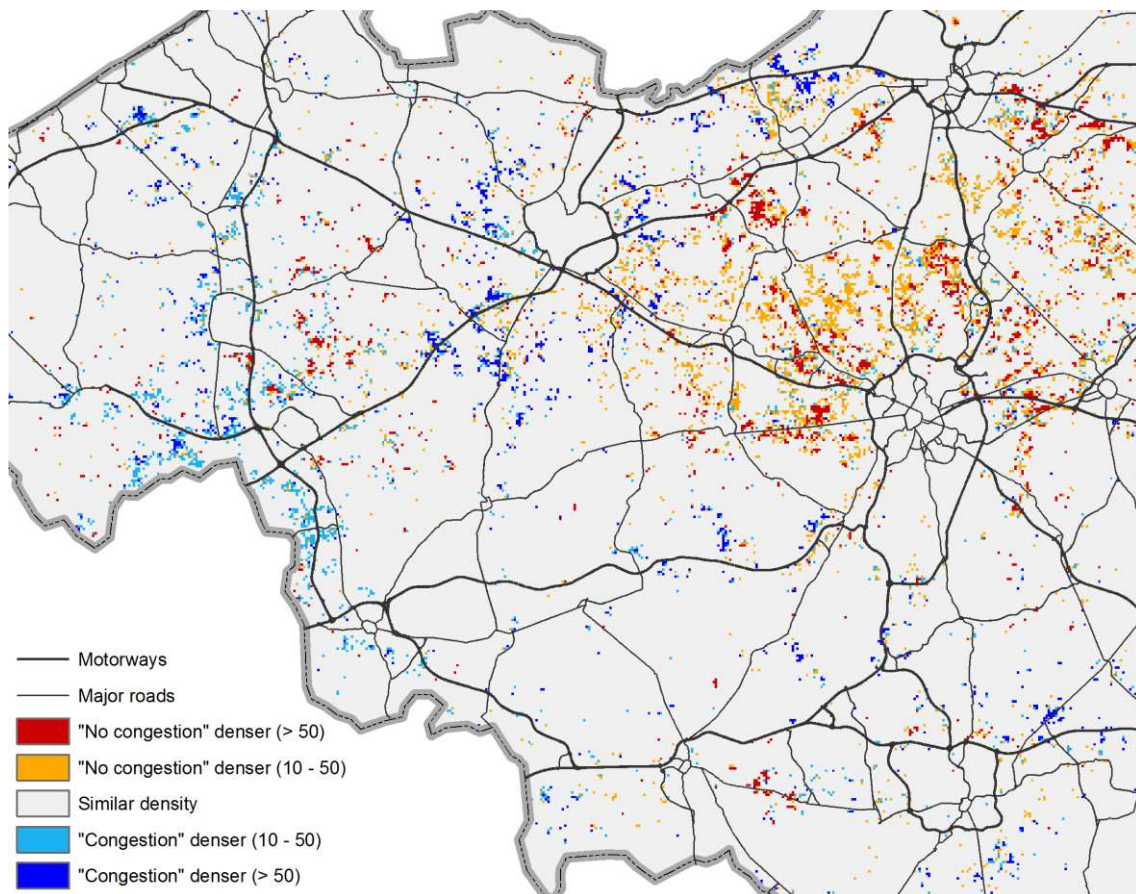 Motorways
Major roads
"No congestion" denser (> 50)
"No congestion" denser (10 - 50)
Similar density
"Congestion" denser (10 - 50)
"Congestion" denser (> 50)